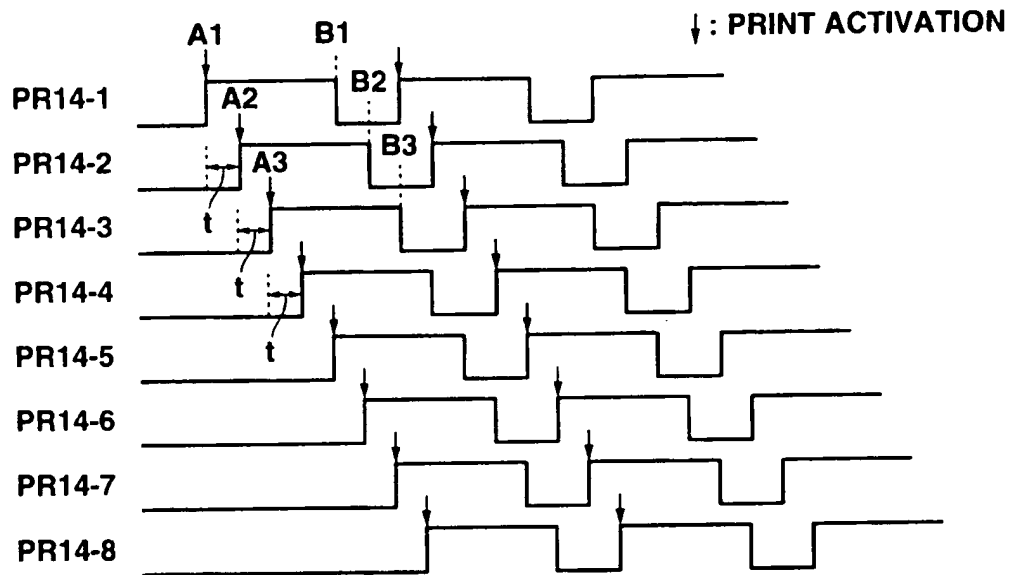 ↓: PRINT ACTIVATION
A1 B1
PR14-1 A2 B2
PR14-2 A3 B3
t
PR14-3
t
PR14-4
t
PR14-5
PR14-6
PR14-7
PR14-8